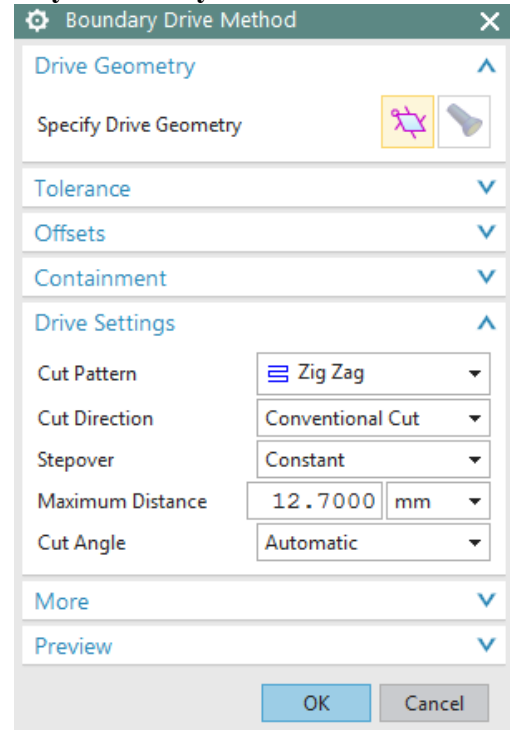 Boundary Drive Method
Drive Geometry
Specify Drive Geometry
Tolerance
Offsets
Containment
Drive Settings
Cut Pattern Zig Zag
Cut Direction Conventional Cut
Stepover Constant
Maximum Distance 12.7000 mm
Cut Angle Automatic
More
Preview
OK Cancel